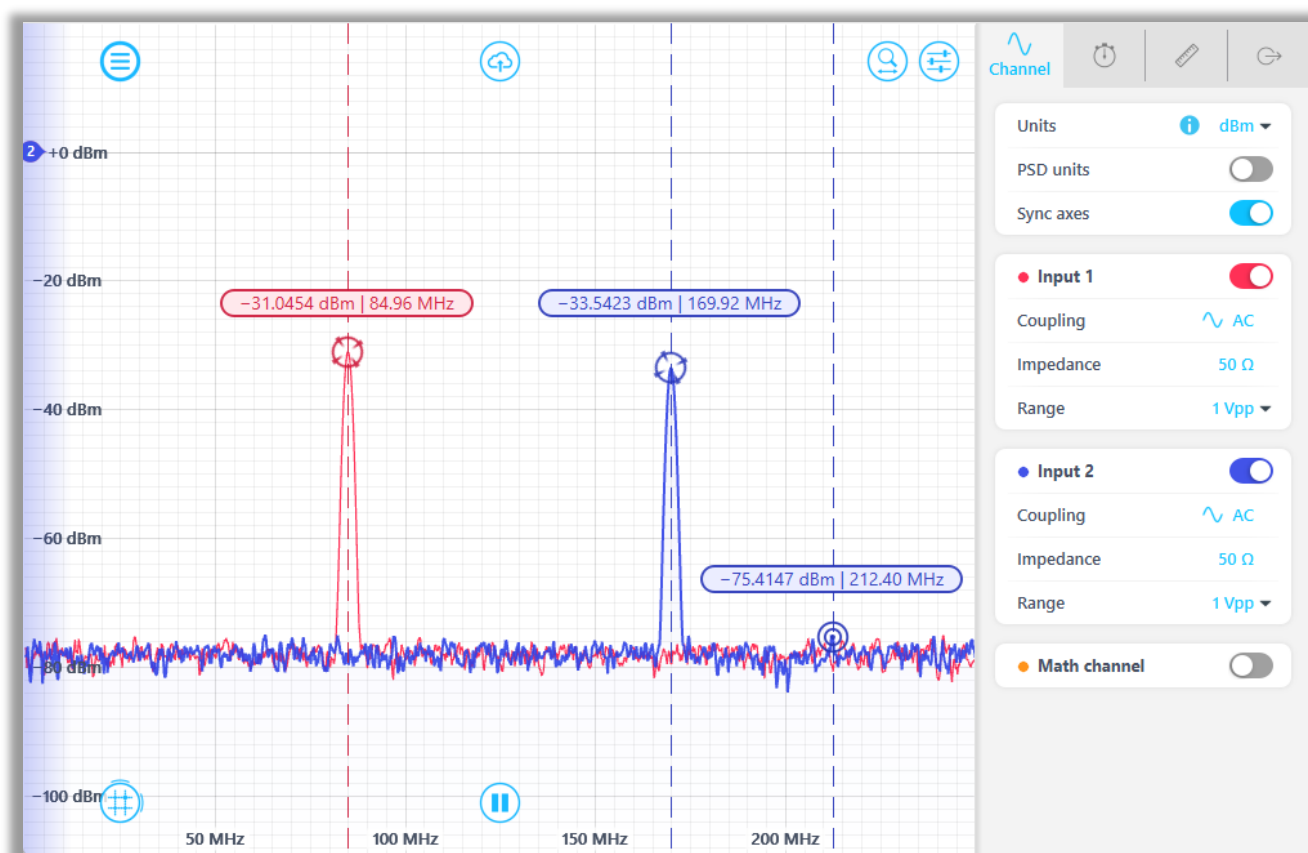 Channel
2
+0 dBm
−20 dBm
−31.0454 dBm | 84.96 MHz
−33.5423 dBm | 169.92 MHz
−40 dBm
−60 dBm
−75.4147 dBm | 212.40 MHz
−80 dBm
−100 dBm
50 MHz
100 MHz
150 MHz
200 MHz
Units
i
dBm
PSD units
Sync axes
Input 1
Coupling
AC
Impedance
50 Ω
Range
1 Vpp
Input 2
Coupling
AC
Impedance
50 Ω
Range
1 Vpp
Math channel